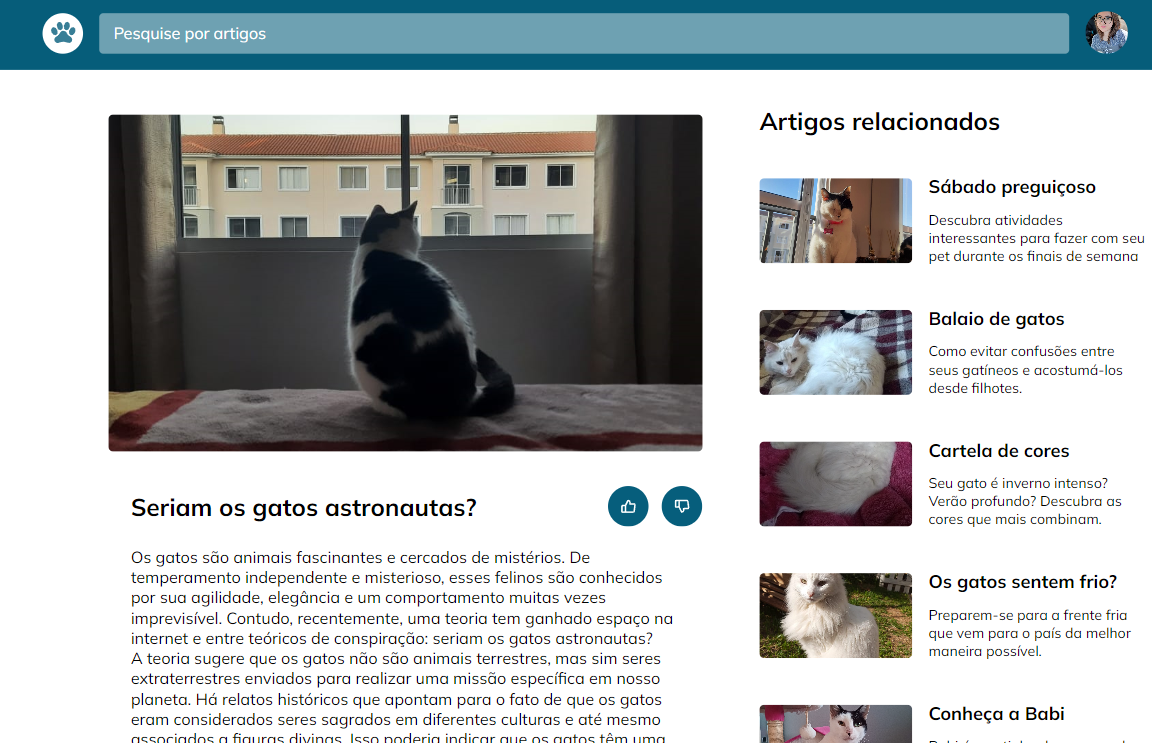 Pesquise por artigos
Seriam os gatos astronautas?
Os gatos são animais fascinantes e cercados de mistérios. De
temperamento independente e misterioso, esses felinos são conhecidos
por sua agilidade, elegância e um comportamento muitas vezes
imprevisível. Contudo, recentemente, uma teoria tem ganhado espaço na
internet e entre teóricos de conspiração: seriam os gatos astronautas?
A teoria sugere que os gatos não são animais terrestres, mas sim seres
extraterrestres enviados para realizar uma missão específica em nosso
planeta. Há relatos históricos que apontam para o fato de que os gatos
eram considerados seres sagrados em diferentes culturas e até mesmo
associados a figuras divinas. Isso poderia indicar que os gatos têm uma
Artigos relacionados
Sábado preguiçoso
Descubra atividades
interessantes para fazer com seu
pet durante os finais de semana
Balaio de gatos
Como evitar confusões entre
seus gatíneos e acostumá-los
desde filhotes.
Cartela de cores
Seu gato é inverno intenso?
Verão profundo? Descubra as
cores que mais combinam.
Os gatos sentem frio?
Preparem-se para a frente fria
que vem para o país da melhor
maneira possível.
Conheça a Babi